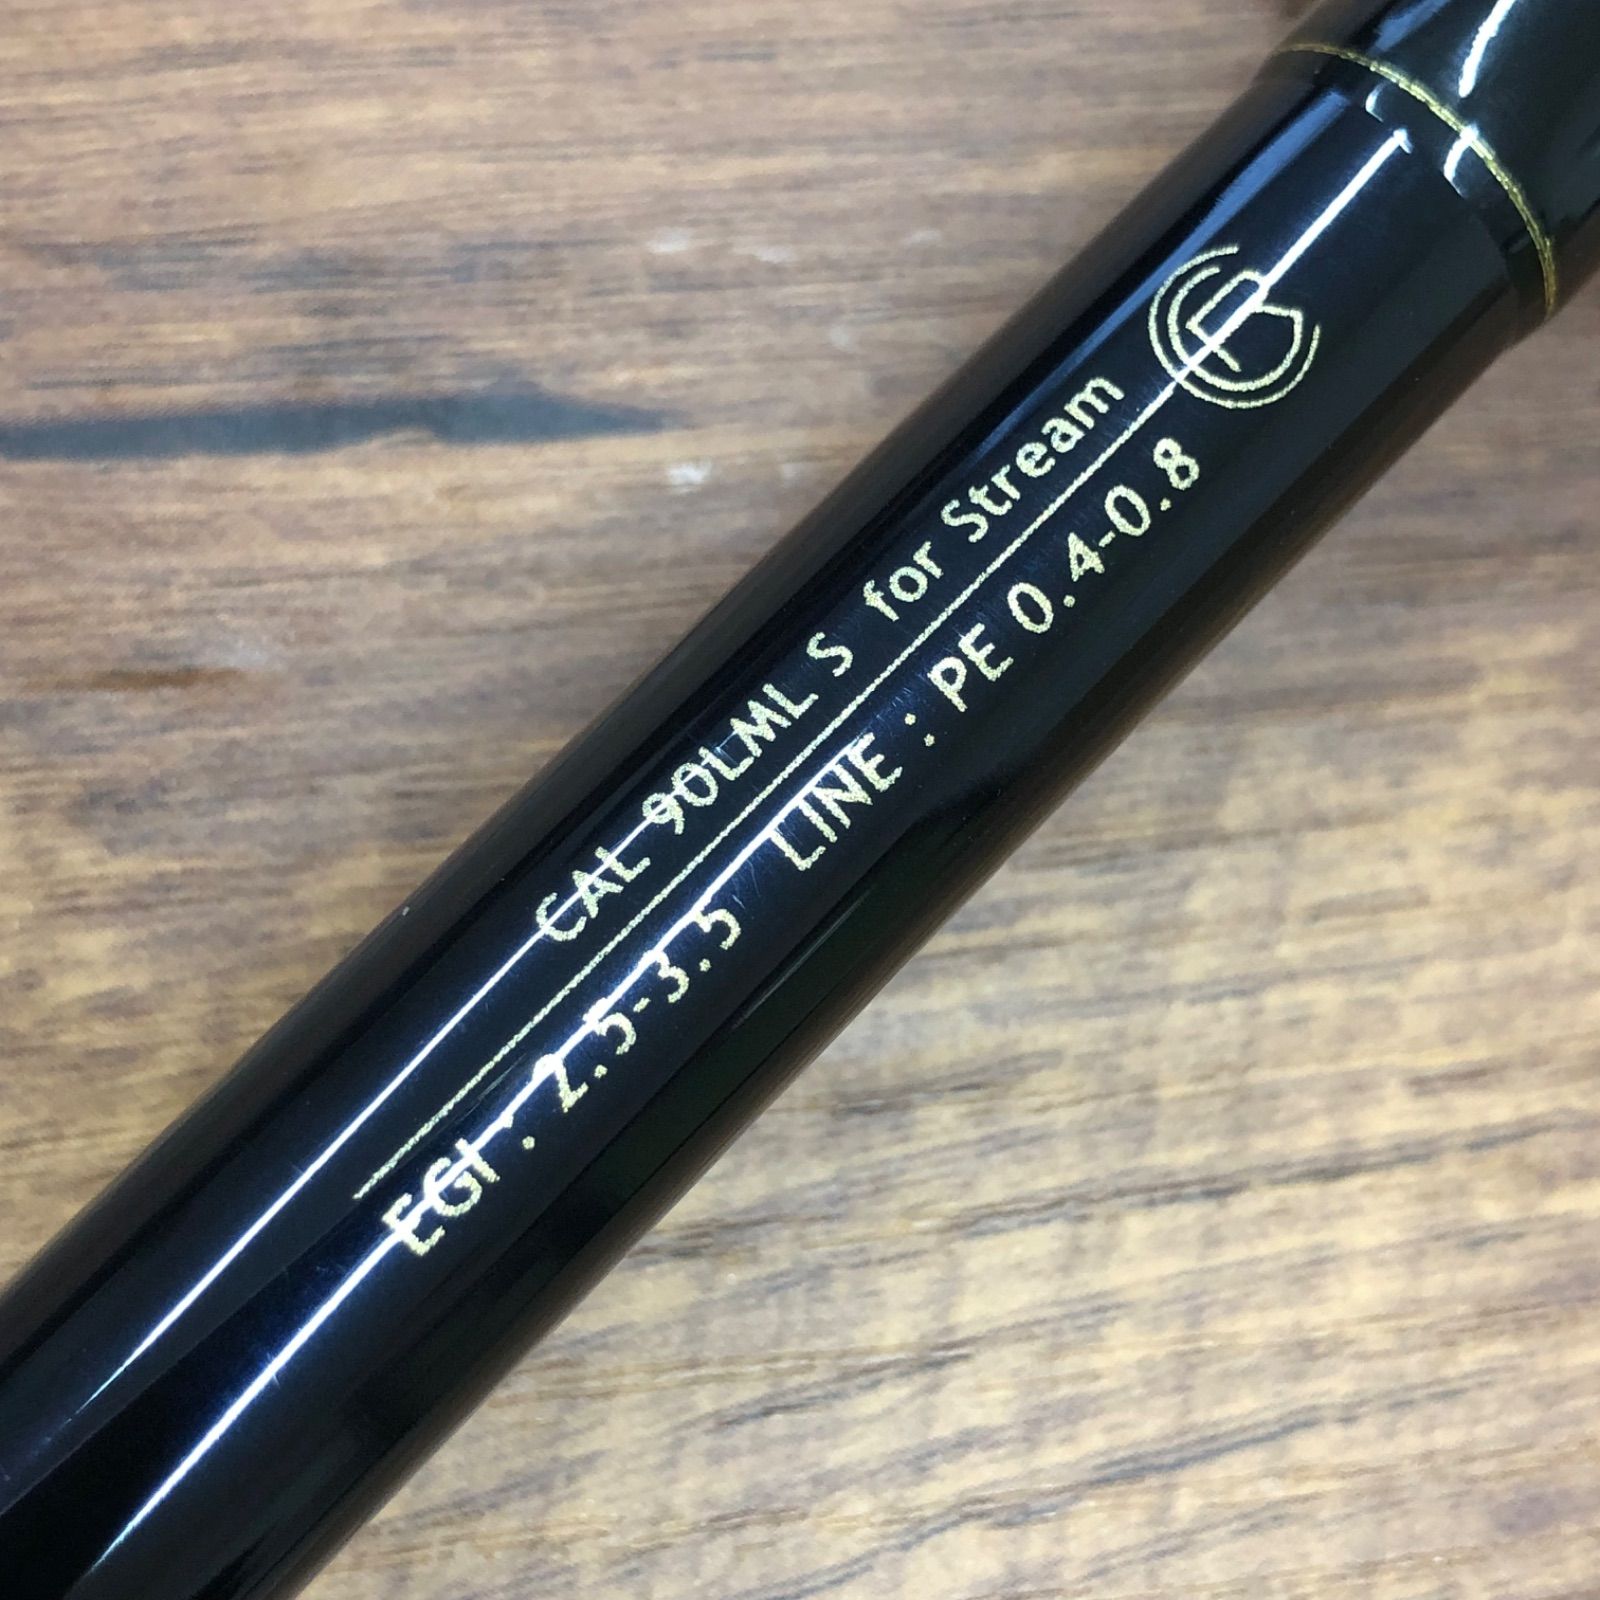 CAL 90LML S for Stream
EGI : 2.5-3.5 LINE : PE 0.4-0.8